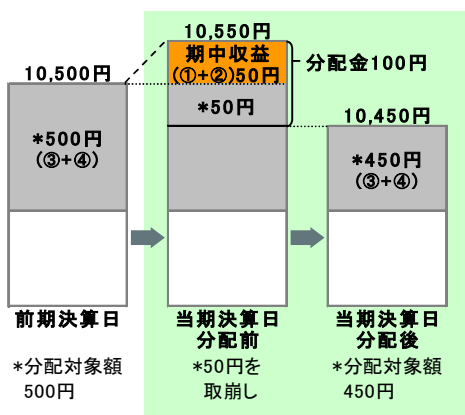 10,550円
期中収益
(①+②)50円
分配金100円
10,500円
*50円
10,450円
*500円
(③+④)
*450円
(③+④)
前期決算日
当期決算日
分配前
当期決算日
分配後
*分配対象額
500円
*50円を
取崩し
*分配対象額
450円